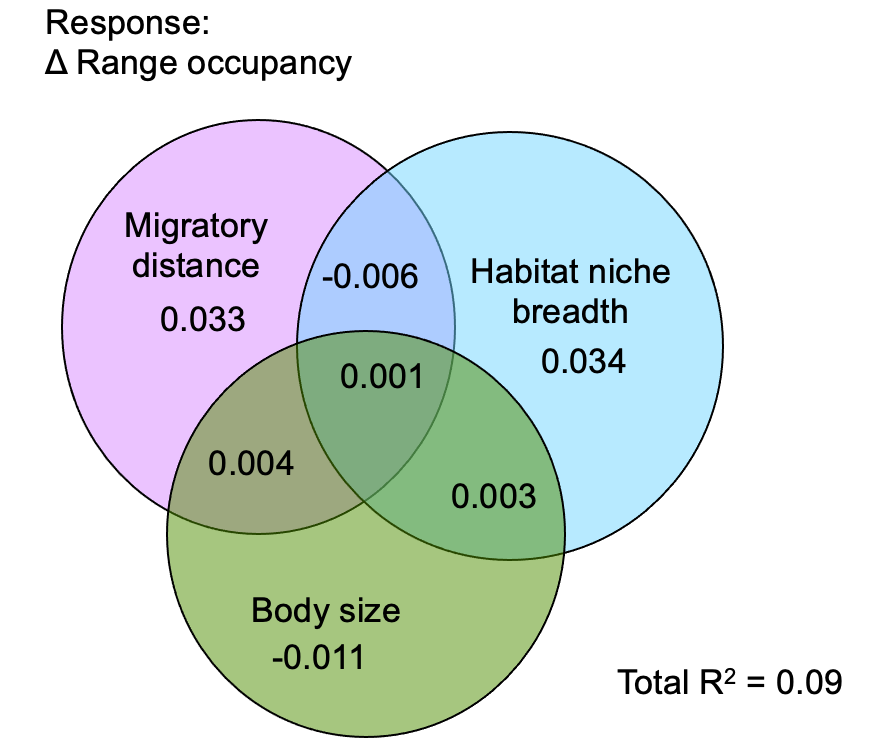 Response:
Δ Range occupancy
Migratory
distance
0.033
-0.006
Habitat niche
breadth
0.034
0.001
0.004
0.003
Body size
-0.011
Total R² = 0.09